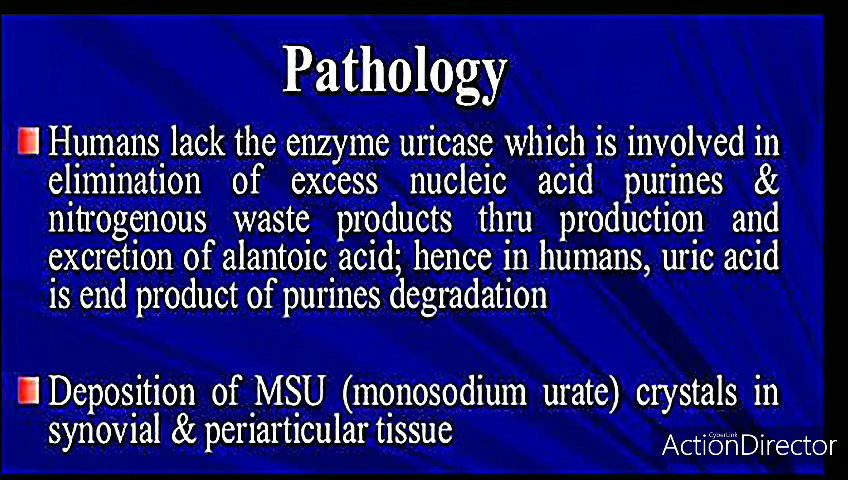 Pathology
Humans lack the enzyme uricase which is involved in
elimination of excess nucleic acid purines &
nitrogenous waste products thru production and
excretion of alantoic acid; hence in humans, uric acid
is end product of purines degradation
Deposition of MSU (monosodium urate) crystals in
synovial & periarticular tissue
CyberLink
ActionDirector